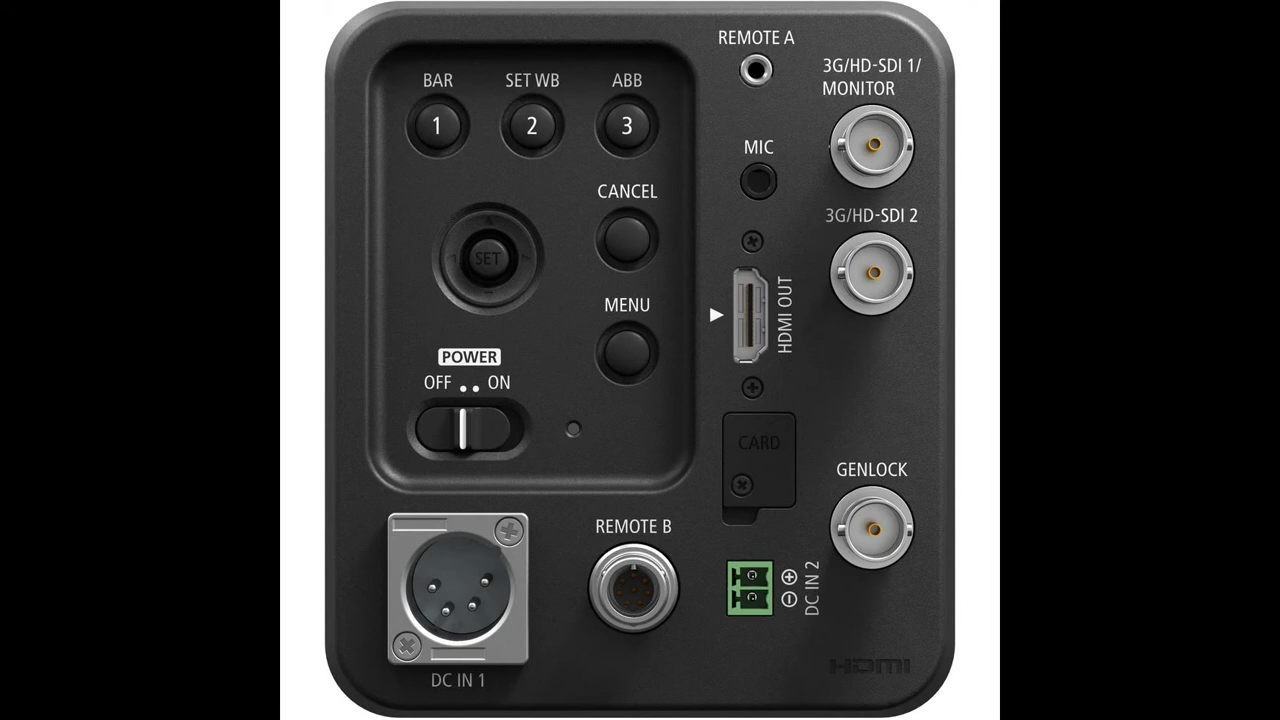 BAR
SET WB
ABB
1
2
3
CANCEL
SET
MENU
POWER
OFF
ON
REMOTE A
MIC
HDMI OUT
CARD
3G/HD-SDI 1/
MONITOR
3G/HD-SDI 2
GENLOCK
DC IN 1
REMOTE B
DC IN 2
HDMI